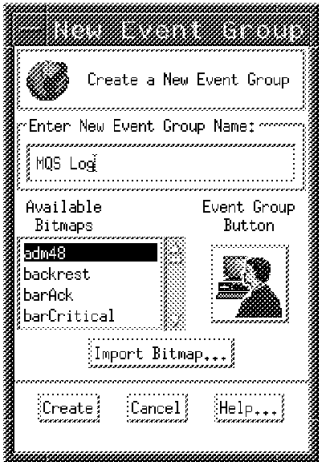 New Event Group
Create a New Event Group
Enter New Event Group Name:
MQS Log
Available
Bitmaps
Event Group
Button
adm48
backrest
barAck
barCritical
Import Bitmap...
Create
Cancel
Help...